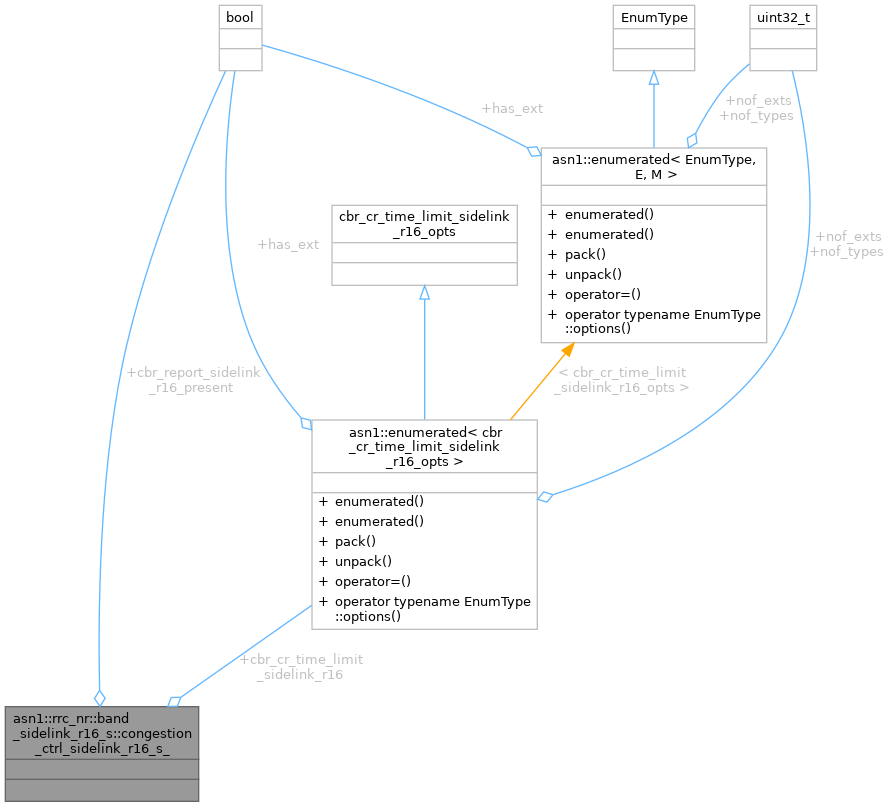 bool
EnumType
uint32_t
+has_ext
+nof_exts
+nof_types
asn1::enumerated< EnumType,
E, M >
+ enumerated()
+ enumerated()
+ pack()
+ unpack()
+ operator=()
+ operator typename EnumType
::options()
cbr_cr_time_limit_sidelink
_r16_opts
+has_ext
+nof_exts
+nof_types
+cbr_report_sidelink
_r16_present
< cbr_cr_time_limit
_sidelink_r16_opts >
asn1::enumerated< cbr
_cr_time_limit_sidelink
_r16_opts >
+ enumerated()
+ enumerated()
+ pack()
+ unpack()
+ operator=()
+ operator typename EnumType
::options()
+cbr_cr_time_limit
_sidelink_r16
asn1::rrc_nr::band
_sidelink_r16_s::congestion
_ctrl_sidelink_r16_s_